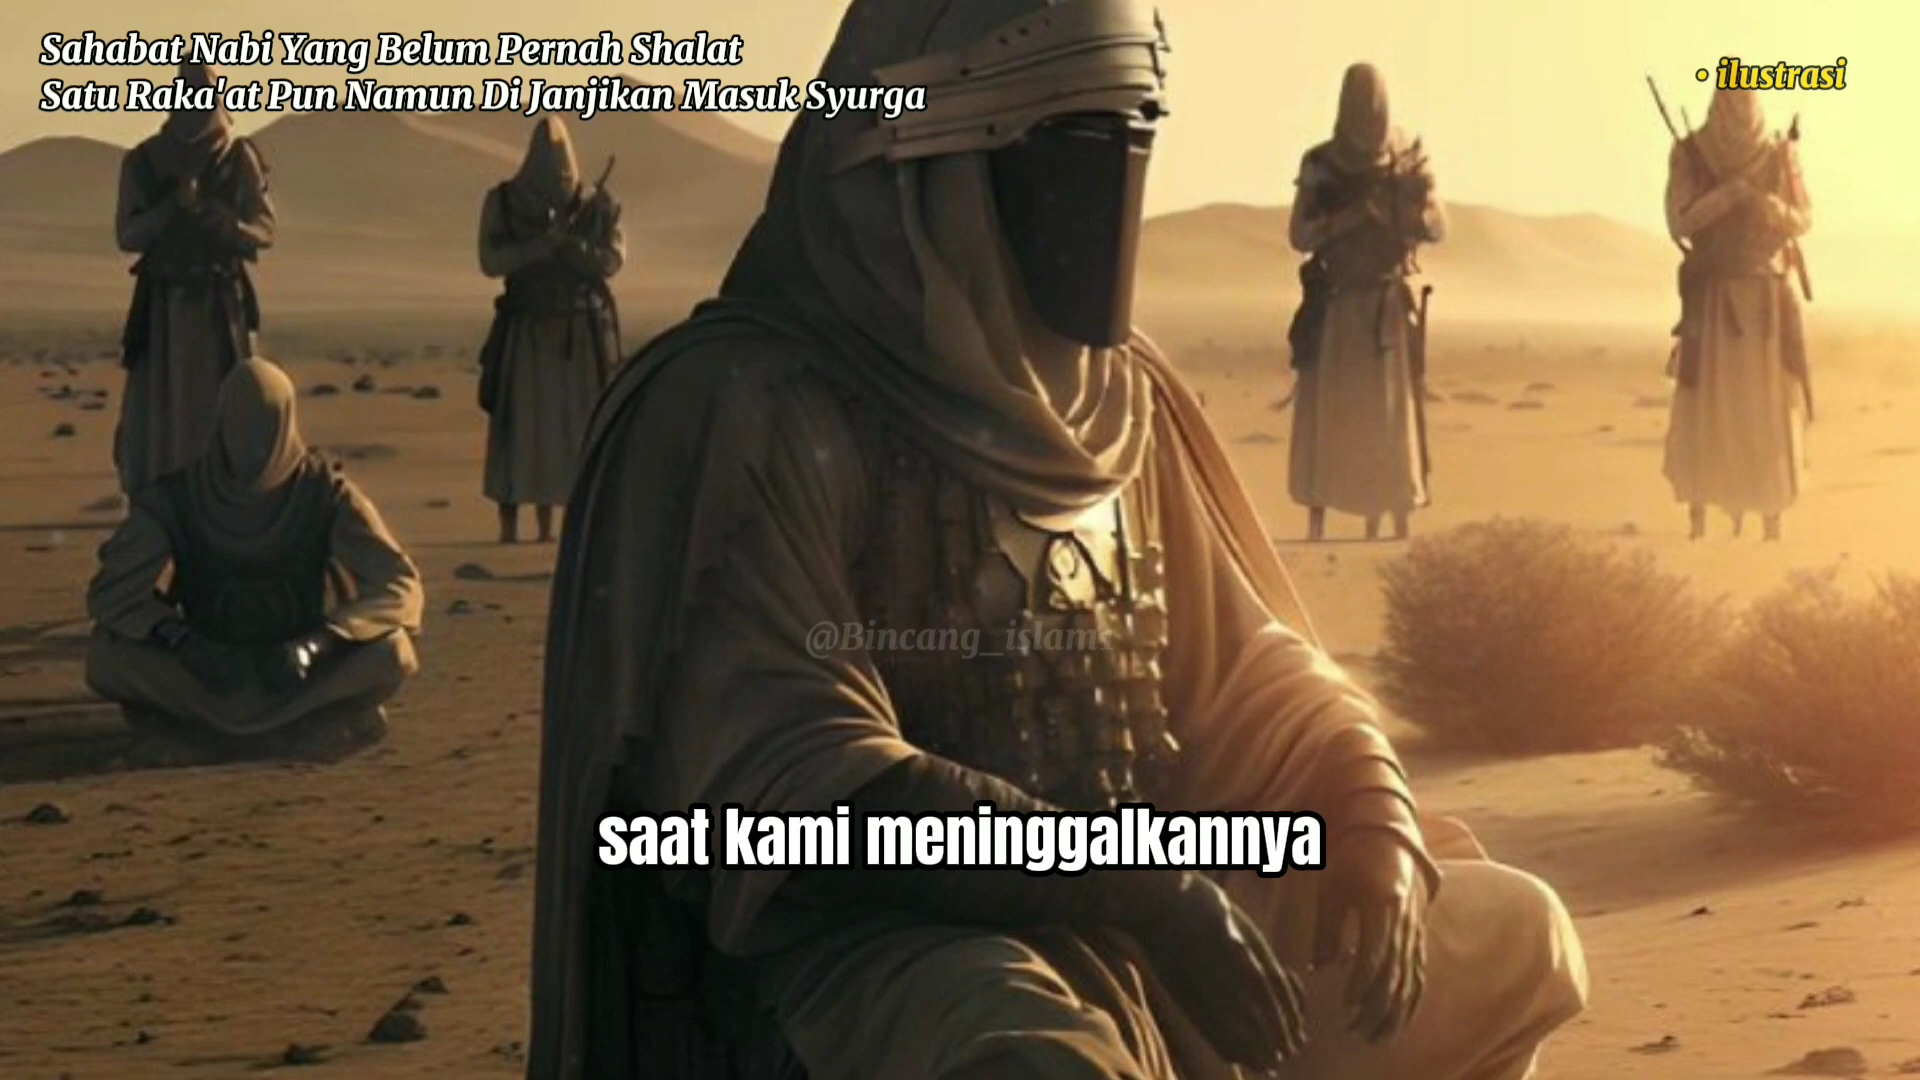 Sahabat Nabi Yang Belum Pernah Shalat
Satu Raka'at Pun Namun Di Janjikan Masuk Syurga
• ilustrasi
@Bincang_islami
saat kami meninggalkannya